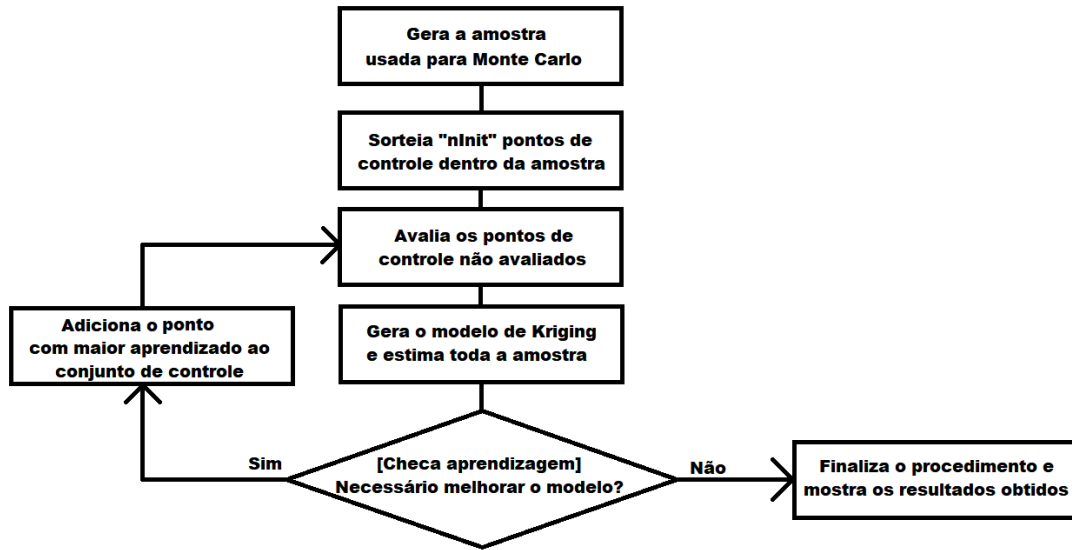 Gera a amostra
usada para Monte Carlo
Sorteia "nInit" pontos de
controle dentro da amostra
Avalia os pontos de
controle não avaliados
Adiciona o ponto
com maior aprendizado ao
conjunto de controle
Gera o modelo de Kriging
e estima toda a amostra
Sim
[Checa aprendizagem]
Necessário melhorar o modelo?
Não
Finaliza o procedimento e
mostra os resultados obtidos